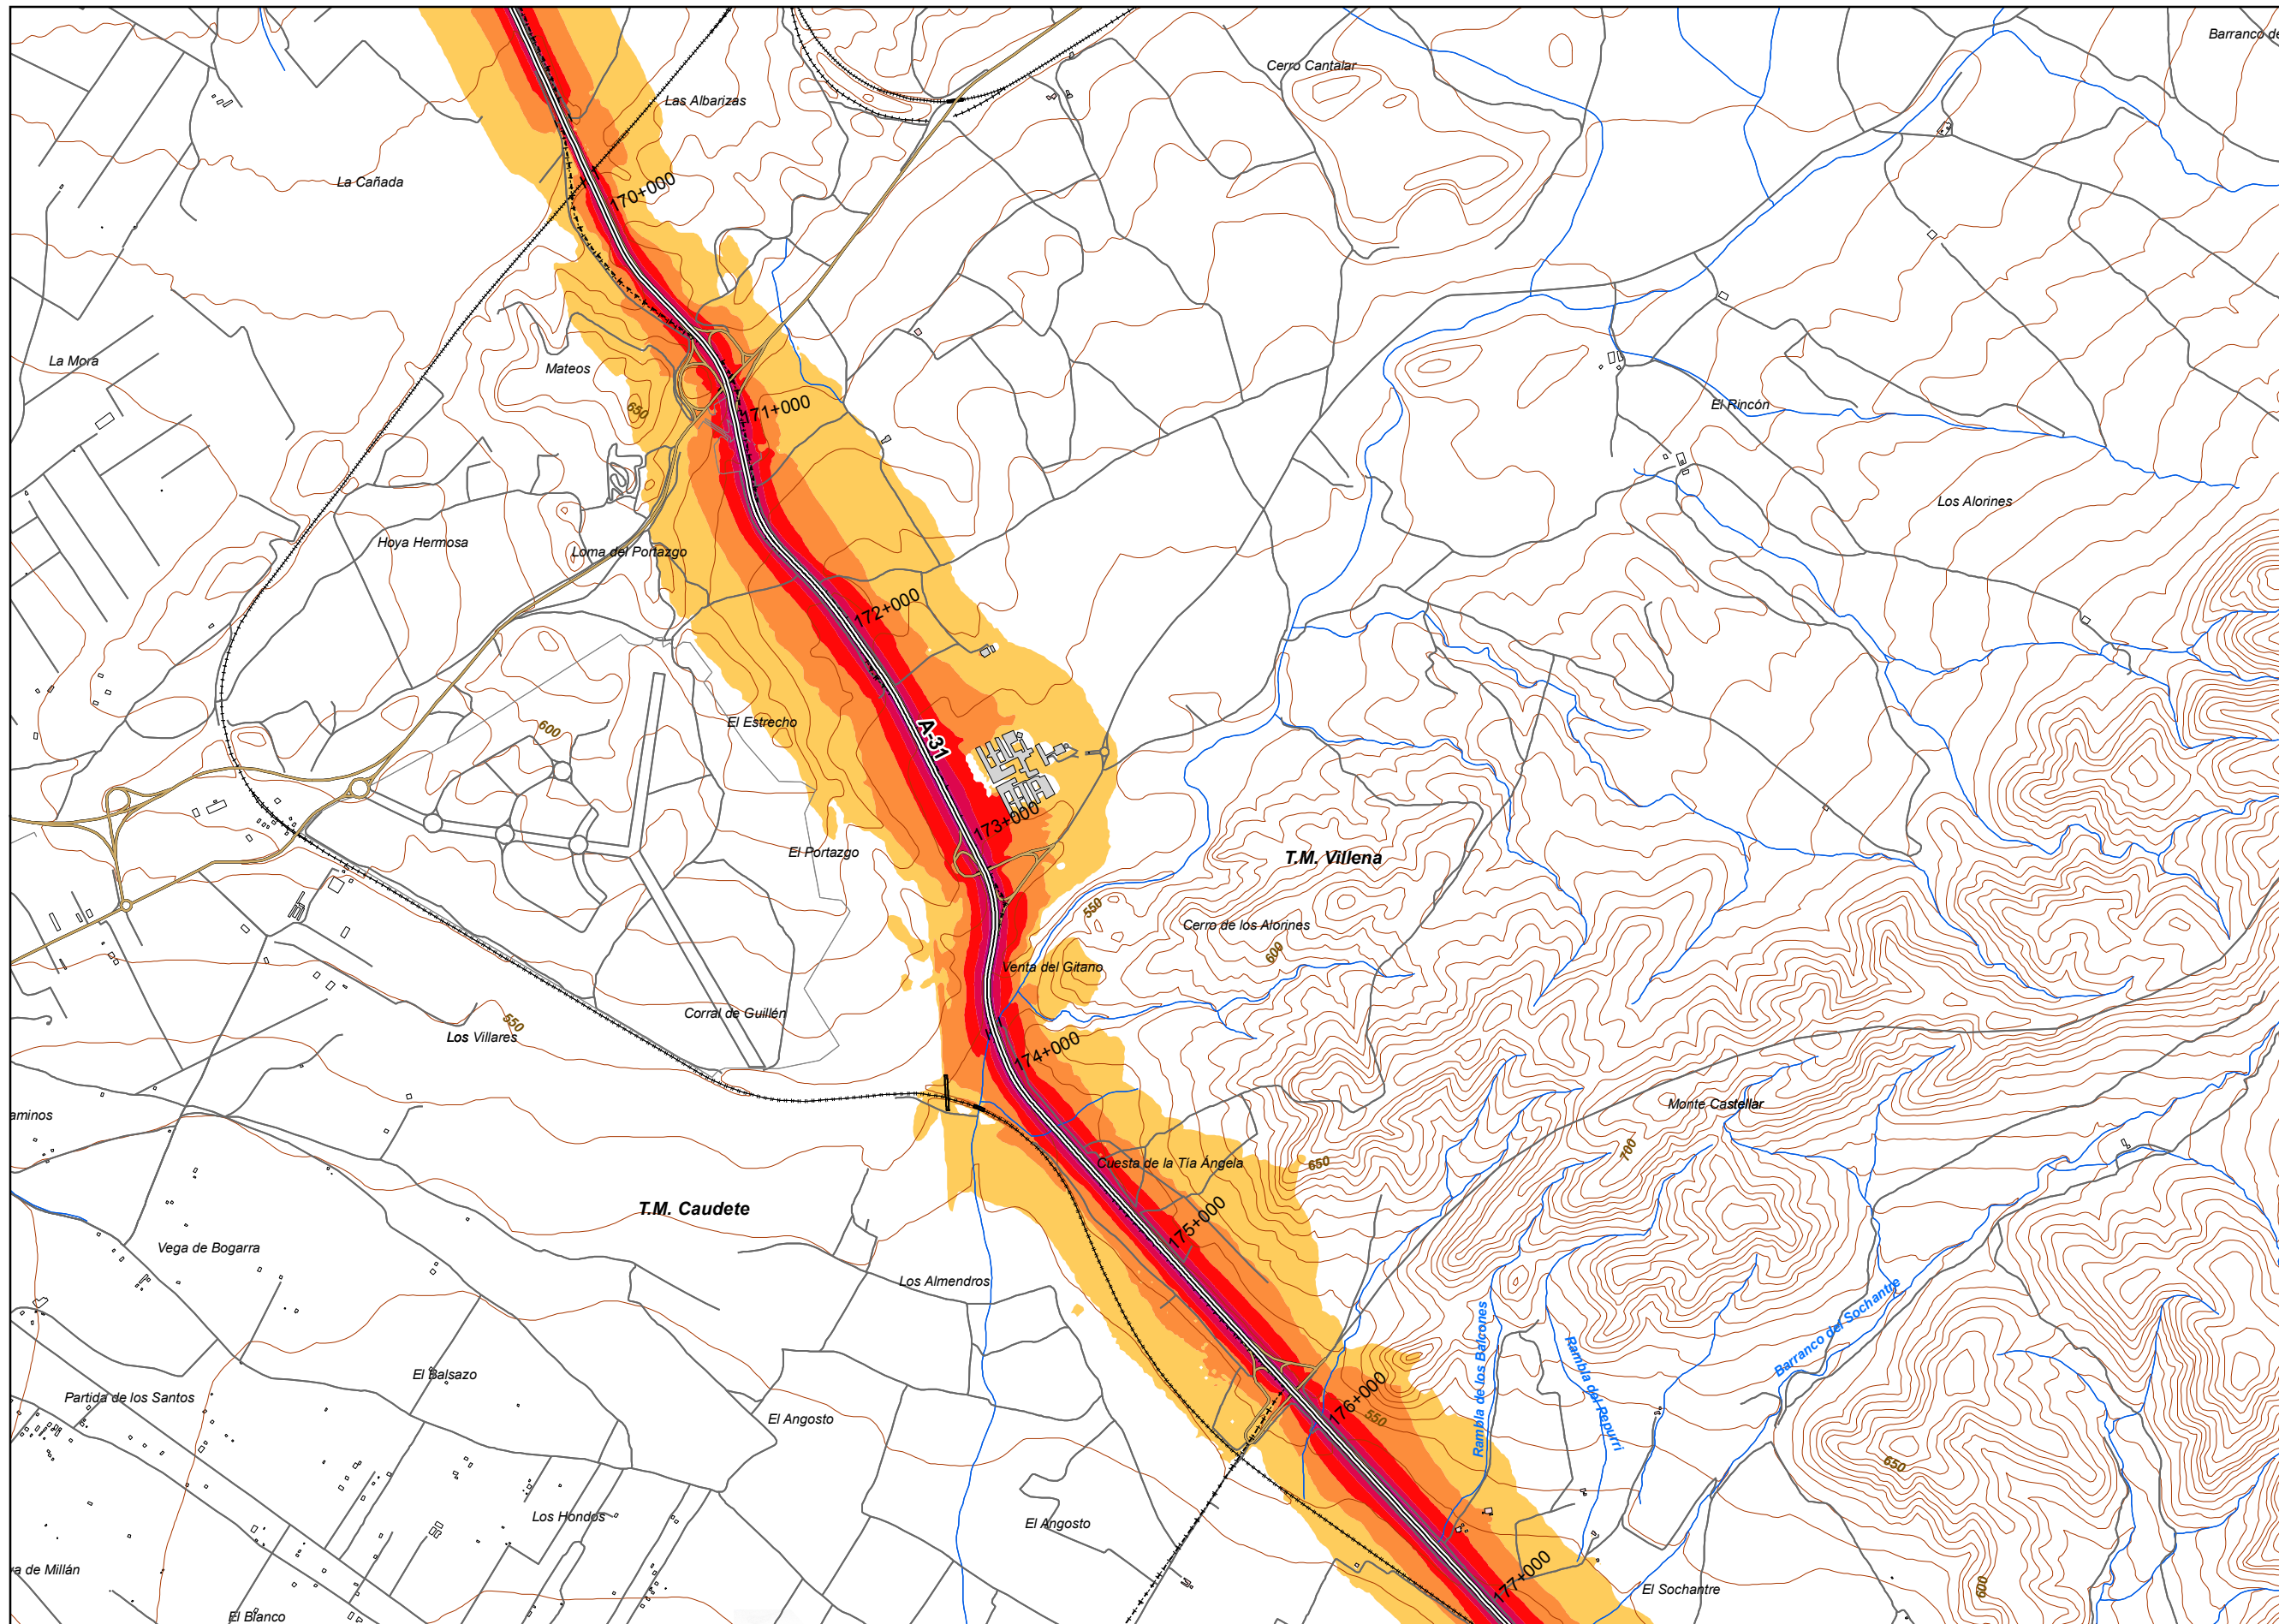 Barranco de
Cerro Cantalar
Las Albarizas
La Cañada
170+000
La Mora
Mateos
650
171+000
El Rincón
Los Alorines
Hoya Hermosa
Loma del Portazgo
172+000
El Estrecho
600
A-31
173+000
El Portazgo
T.M. Villena
550
Cerro de los Alorines
600
Venta del Gitano
Corral de Guillén
550
Los Villares
174+000
aminos
Monte Castellar
700
Cuesta de la Tía Ángela
650
T.M. Caudete
175+000
Vega de Bogarra
Los Almendros
Barranco del Sochantre
Rambla de los Balcones
Rambla del Repurri
El Balsazo
Partida de los Santos
176+000
550
El Angosto
650
Los Hondos
El Angosto
va de Millán
177+000
El Sochantre
600
El Blanco